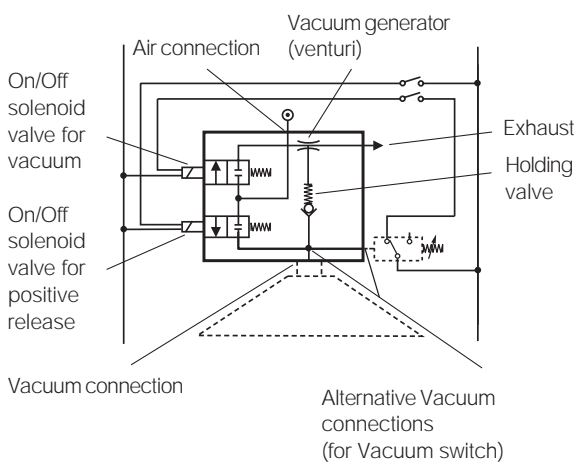 Vacuum generator
(venturi)
Air connection
On/Off
solenoid
valve for
vacuum
Exhaust
Holding
valve
On/Off
solenoid
valve for
positive
release
Vacuum connection
Alternative Vacuum
connections
(for Vacuum switch)